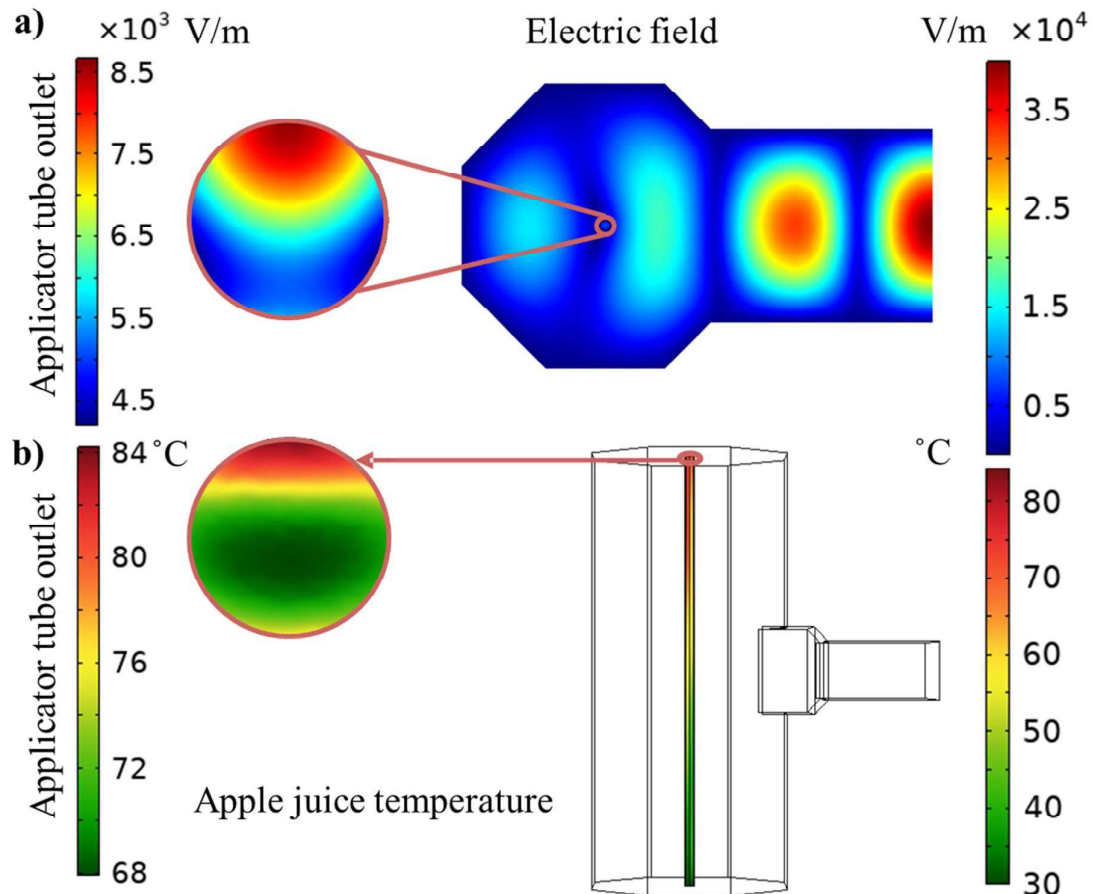 a)
×10³ V/m
Electric field
V/m ×10⁴
Applicator tube outlet
8.5
7.5
6.5
5.5
4.5
3.5
2.5
1.5
0.5
b)
˚C
Applicator tube outlet
84
80
76
72
68
Apple juice temperature
˚C
80
70
60
50
40
30